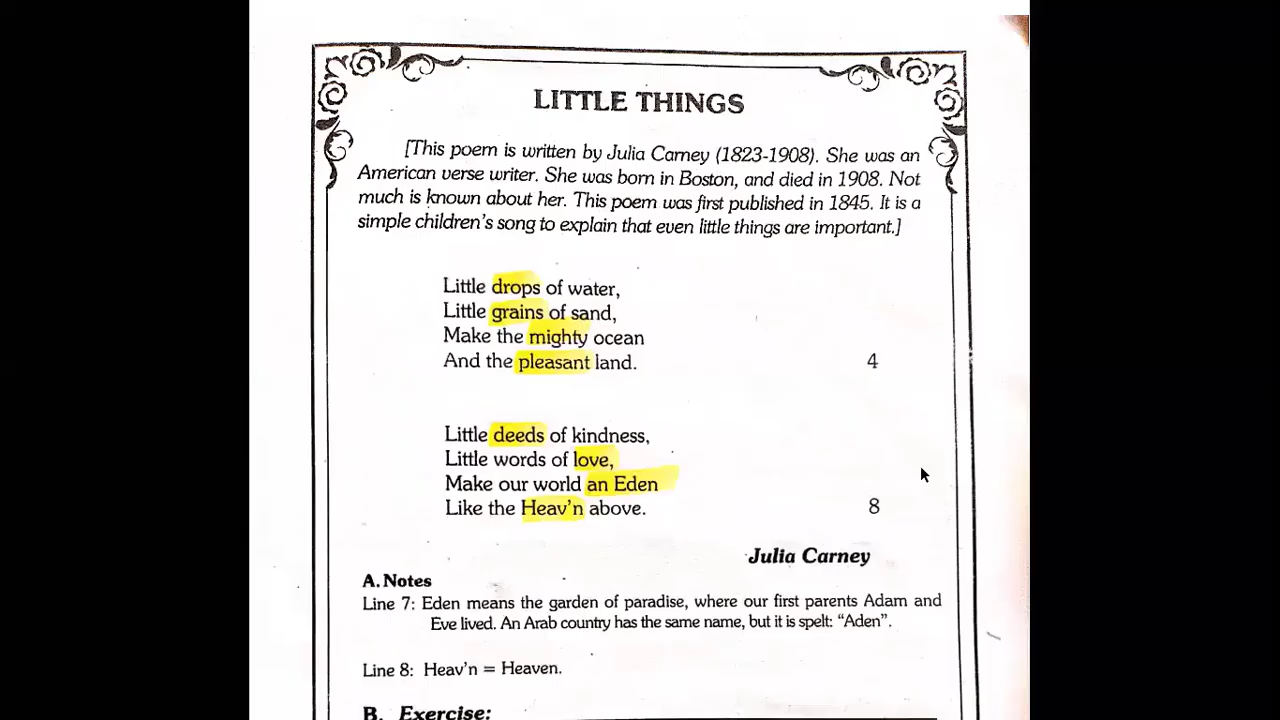 LITTLE THINGS
[This poem is written by Julia Carney (1823-1908). She was an
American verse writer. She was born in Boston, and died in 1908. Not
much is known about her. This poem was first published in 1845. It is a
simple children's song to explain that even little things are important.]
Little drops of water,
Little grains of sand,
Make the mighty ocean
And the pleasant land. 4
Little deeds of kindness,
Little words of love,
Make our world an Eden
Like the Heav'n above. 8
Julia Carney
A. Notes
Line 7: Eden means the garden of paradise, where our first parents Adam and
Eve lived. An Arab country has the same name, but it is spelt: "Aden".
Line 8: Heav'n = Heaven.
B. Exercise: